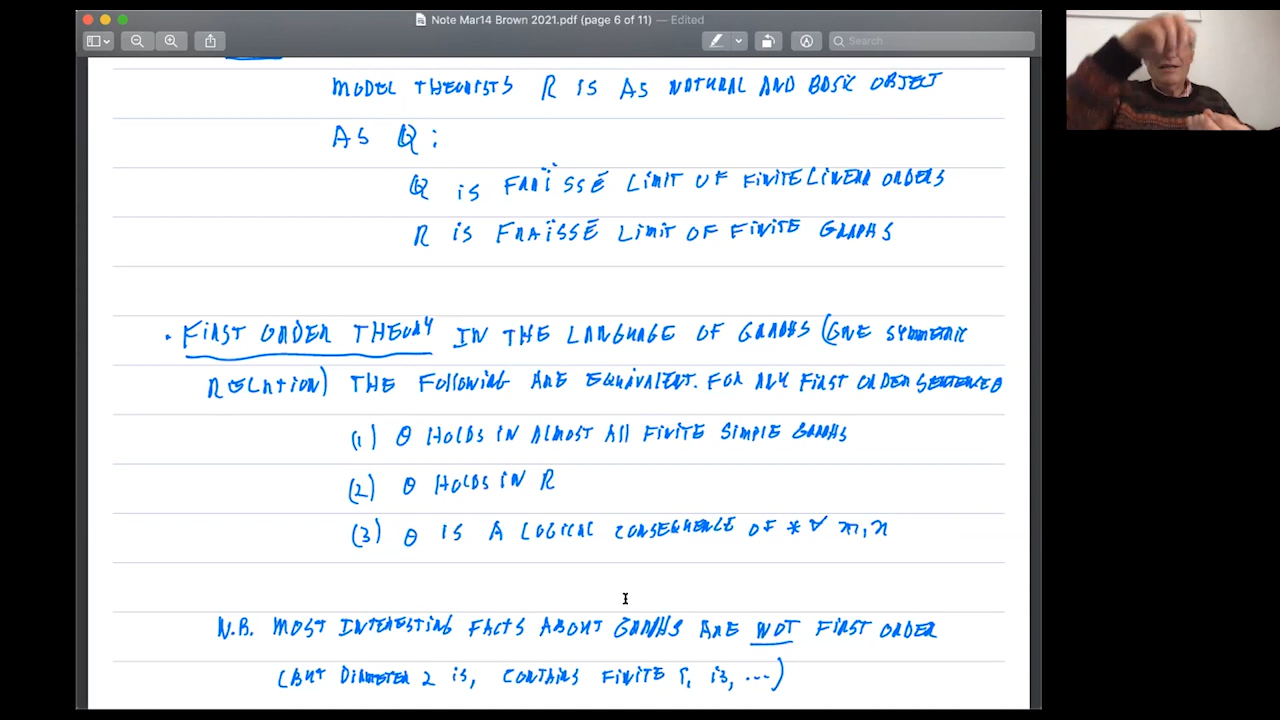 Note Mar14 Brown 2021.pdf (page 6 of 11) — Edited
Search
MODEL THEORISTS R IS AS NATURAL AND BASIC OBJECT
AS Q:
Q IS FRAÏSSÉ LIMIT OF FINITE LINEAR ORDERS
R IS FRAÏSSÉ LIMIT OF FINITE GRAPHS
• FIRST ORDER THEORY IN THE LANGUAGE OF GRAPHS (ONE SYMMETRIC
RELATION) THE FOLLOWING ARE EQUIVALENT. FOR ANY FIRST ORDER SENTENCE θ
(1) θ HOLDS IN ALMOST ALL FINITE SIMPLE GRAPHS
(2) θ HOLDS IN R
(3) θ IS A LOGICAL CONSEQUENCE OF * ∀ m, n
N.B. MOST INTERESTING FACTS ABOUT GRAPHS ARE NOT FIRST ORDER
(BUT DIAMETER 2 IS, CONTAINS FINITE Γ, IS, ...)